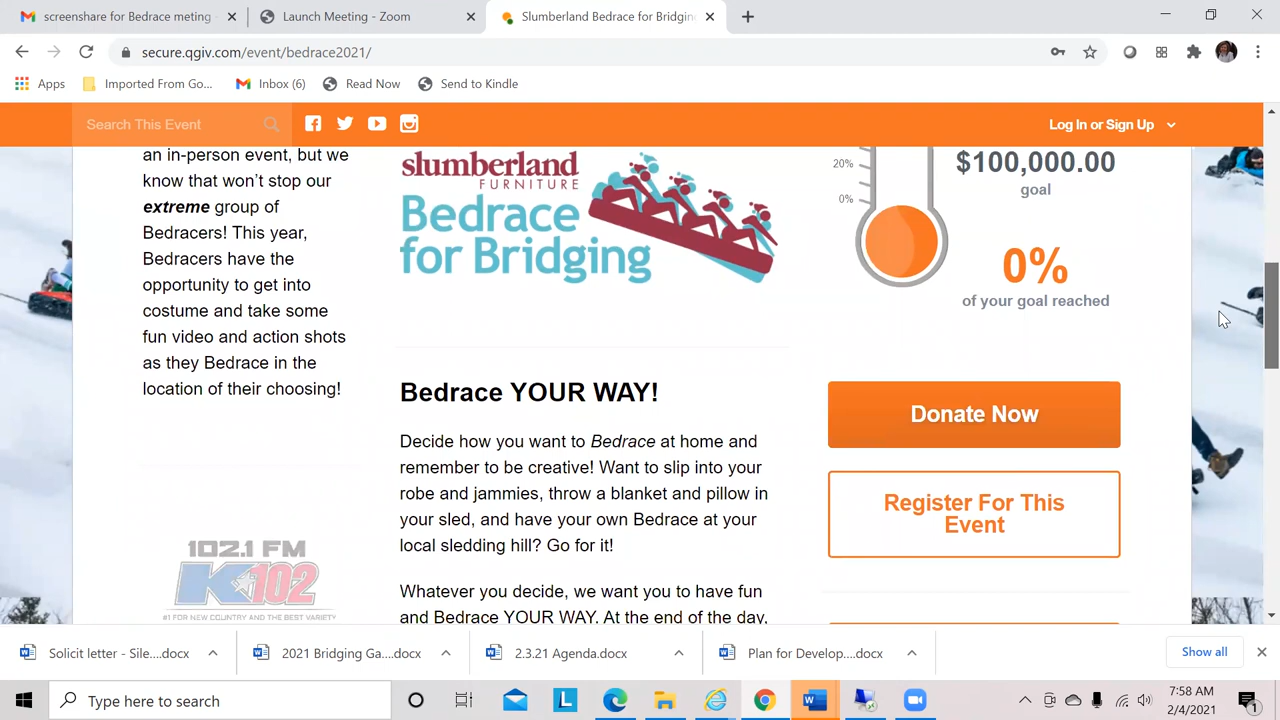 screenshare for Bedrace meting -
Launch Meeting - Zoom
Slumberland Bedrace for Bridgin
secure.qgiv.com/event/bedrace2021/
Apps
Imported From Go...
Inbox (6)
Read Now
Send to Kindle
Search This Event
Log In or Sign Up
an in-person event, but we
know that won't stop our
extreme group of
Bedracers! This year,
Bedracers have the
opportunity to get into
costume and take some
fun video and action shots
as they Bedrace in the
location of their choosing!
102.1 FM
K102
#1 FOR NEW COUNTRY AND THE BEST VARIETY
slumberland
FURNITURE
Bedrace
for Bridging
Bedrace YOUR WAY!
Decide how you want to Bedrace at home and
remember to be creative! Want to slip into your
robe and jammies, throw a blanket and pillow in
your sled, and have your own Bedrace at your
local sledding hill? Go for it!
Whatever you decide, we want you to have fun
and Bedrace YOUR WAY. At the end of the day,
20%
0%
$100,000.00
goal
0%
of your goal reached
Donate Now
Register For This
Event
Solicit letter - Sile....docx
2021 Bridging Ga....docx
2.3.21 Agenda.docx
Plan for Develop....docx
Show all
Type here to search
7:58 AM
2/4/2021
1